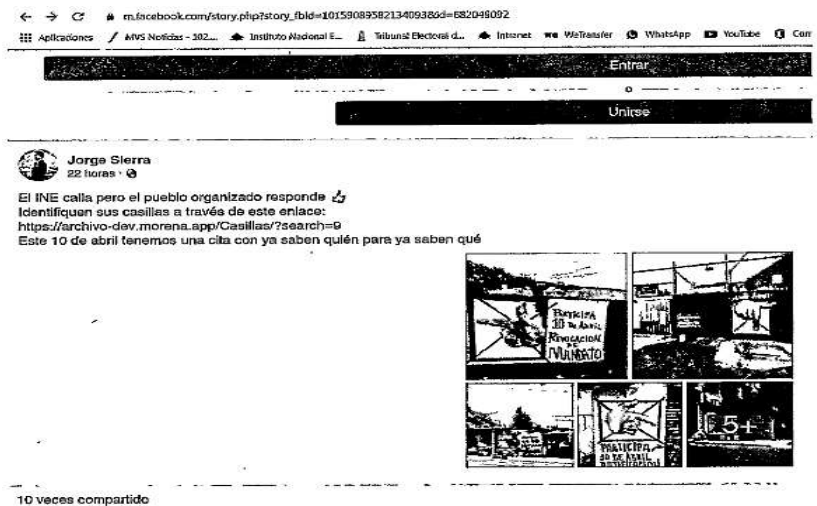 m.facebook.com/story.php?story_fbid=10159089582134093&id=682049092
Aplicaciones MVS Noticias - 102.... Instituto Nacional E... Tribunal Electoral d... Intranet WeTransfer WhatsApp YouTube
Entrar
o
Unirse
Jorge Sierra
22 horas ·
El INE calla pero el pueblo organizado responde
Identifiquen sus casillas a través de este enlace:
https://archivo-dev.morena.app/Casillas/?search=9
Este 10 de abril tenemos una cita con ya saben quién para ya saben qué
PARTICIPA
10 DE ABRIL
REVOCACION
DE
MANDATO
PARTICIPA
10 DE ABRIL
5+
10 veces compartido